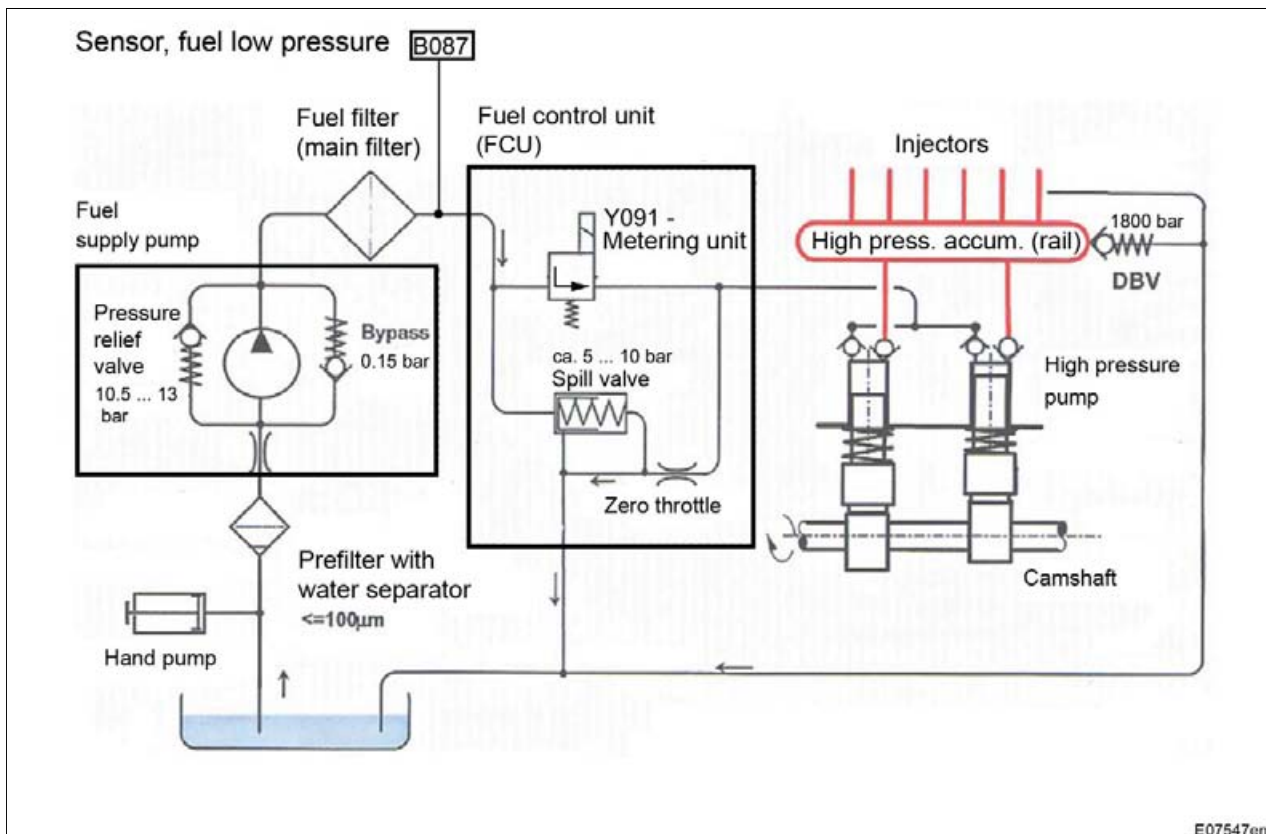 Sensor, fuel low pressure B087
Fuel filter
(main filter)
Fuel control unit
(FCU)
Injectors
Fuel
supply pump
Y091 -
Metering unit
1800 bar
High press. accum. (rail)
DBV
Pressure
relief
valve
10.5 ... 13
bar
Bypass
0.15 bar
ca. 5 ... 10 bar
Spill valve
High pressure
pump
Zero throttle
Prefilter with
water separator
<=100µm
Camshaft
Hand pump
E07547en